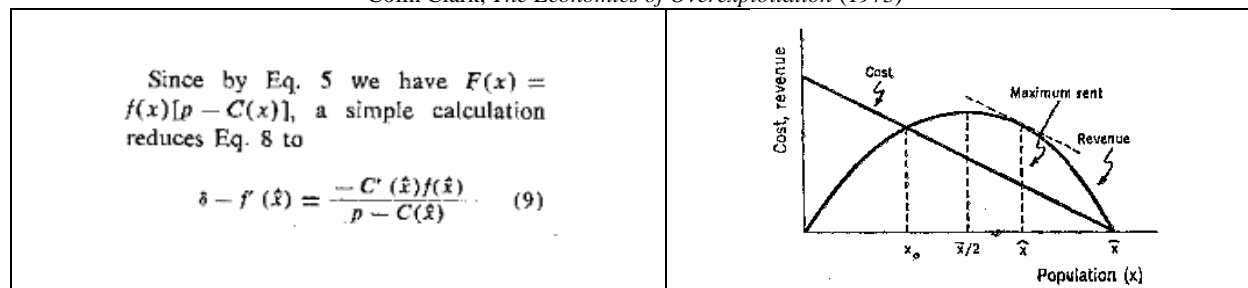 Colin Clark, The Economics of Overexploitation (1973)
Since by Eq. 5 we have F(x) =
f(x)[p − C(x)], a simple calculation
reduces Eq. 8 to
δ − f′ (x̂) = −C′ (x̂)f(x̂) / p − C(x̂) (9)
Cost, revenue
Cost
Maximum sent
Revenue
x₀ x̄/2 x̂ x̄
Population (x)